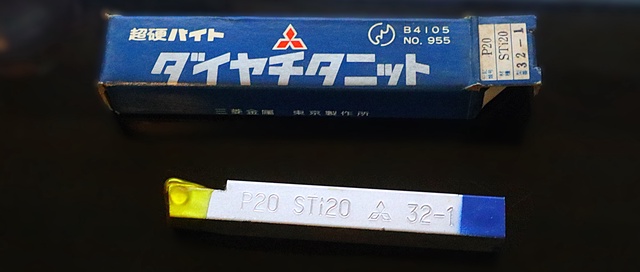 超硬バイト
B4105
NO. 955
ダイヤチタニット
三菱金属 東京製作所
P20
STi20
32-1
P20 STi20 32-1